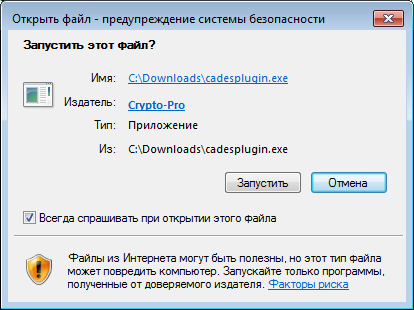 Открыть файл - предупреждение системы безопасности
Запустить этот файл?
Имя: C:\Downloads\cadesplugin.exe
Издатель: Crypto-Pro
Тип: Приложение
Из: C:\Downloads\cadesplugin.exe
Запустить Отмена
Всегда спрашивать при открытии этого файла
Файлы из Интернета могут быть полезны, но этот тип файла
может повредить компьютер. Запускайте только программы,
полученные от доверяемого издателя. Факторы риска